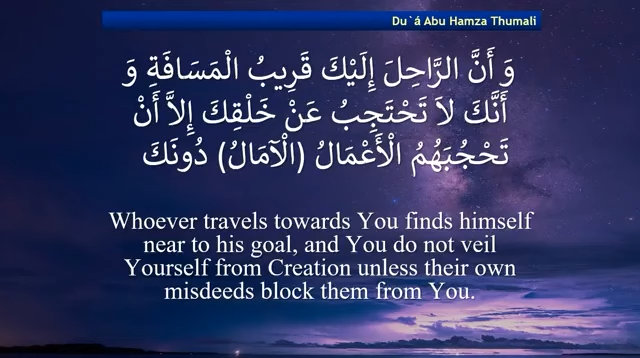 Du`á Abu Hamza Thumali
وَ أَنَّ الرَّاحِلَ إِلَيْكَ قَرِيبُ الْمَسَافَةِ وَ
أَنَّكَ لاَ تَحْتَجِبُ عَنْ خَلْقِكَ إِلاَّ أَنْ
تَحْجُبَهُمُ الْأَعْمَالُ (الْآمَالُ) دُونَكَ
Whoever travels towards You finds himself
near to his goal, and You do not veil
Yourself from Creation unless their own
misdeeds block them from You.